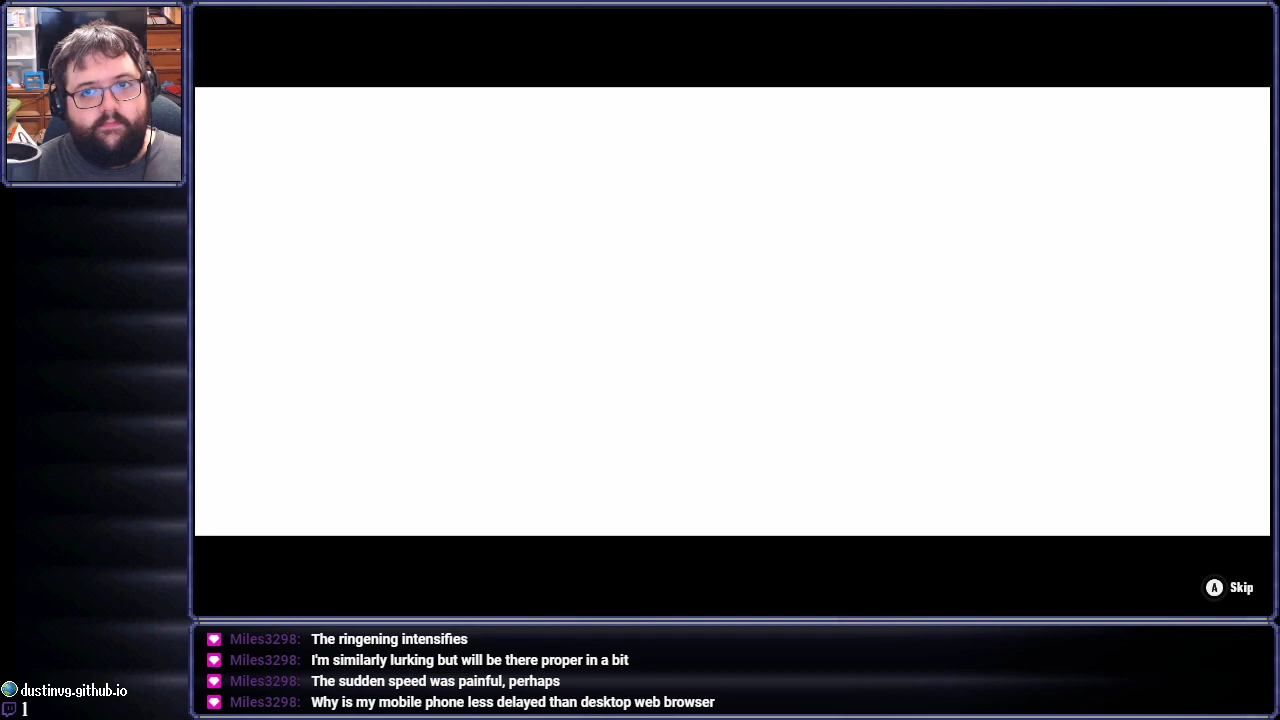 A Skip
Miles3298: The ringening intensifies
Miles3298: I'm similarly lurking but will be there proper in a bit
Miles3298: The sudden speed was painful, perhaps
Miles3298: Why is my mobile phone less delayed than desktop web browser
dustinvg.github.io
1